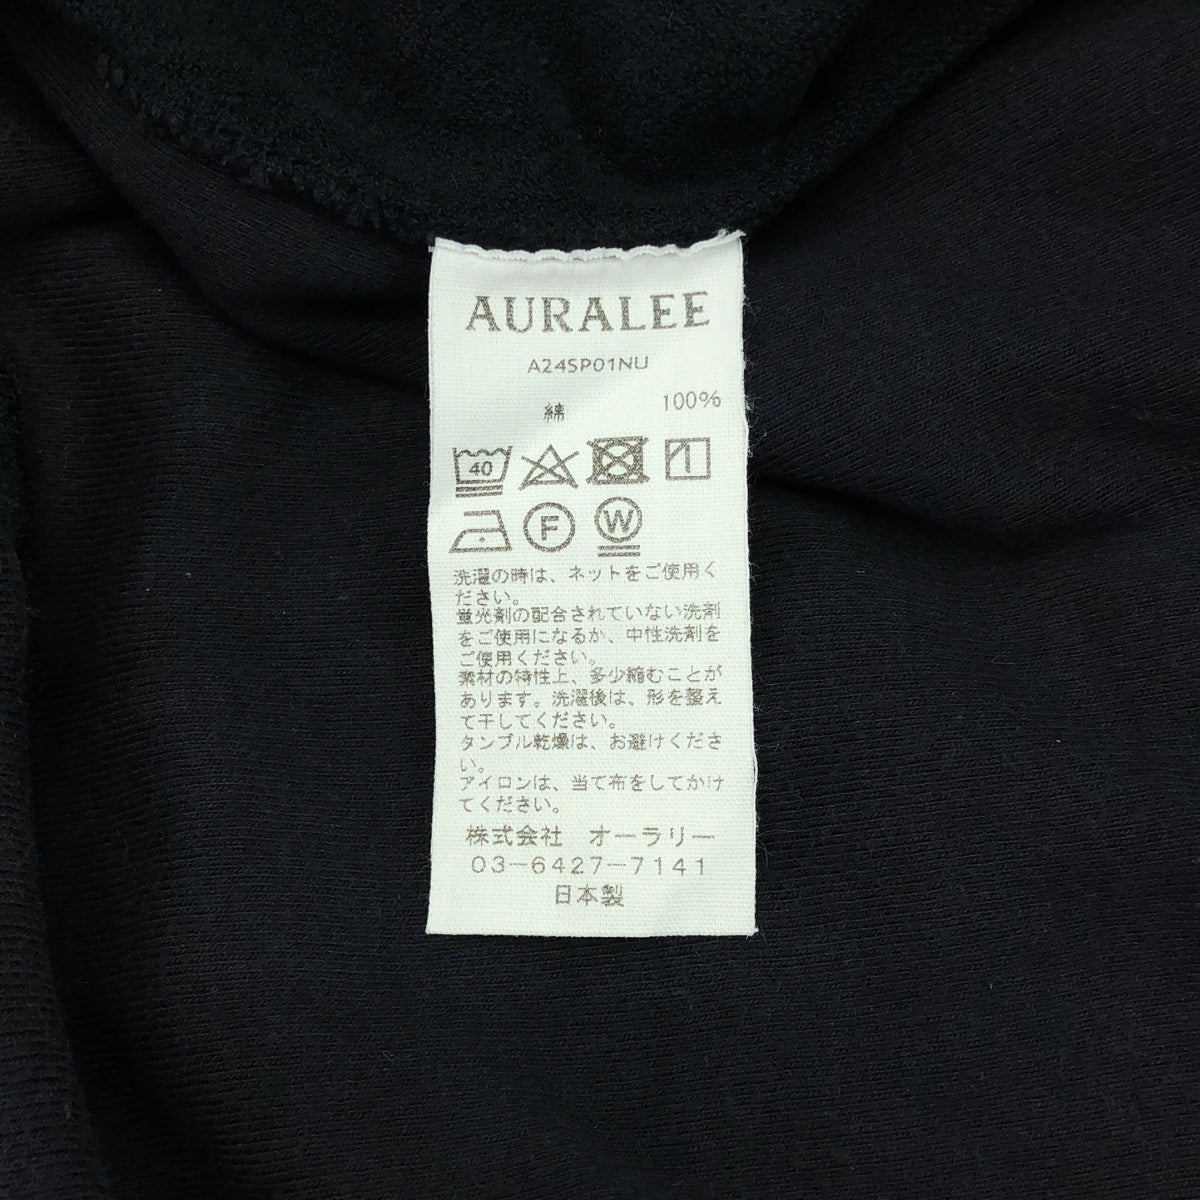 AURALEE
A24SP01NU
綿 100%
40
F W
洗濯の時は、ネットをご使用く
ださい。
蛍光剤の配合されていない洗剤
をご使用になるか、中性洗剤を
ご使用ください。
素材の特性上、多少縮むことが
あります。洗濯後は、形を整え
て干してください。
タンブル乾燥は、お避けくださ
い。
アイロンは、当て布をしてかけ
てください。
株式会社 オーラリー
03-6427-7141
日本製